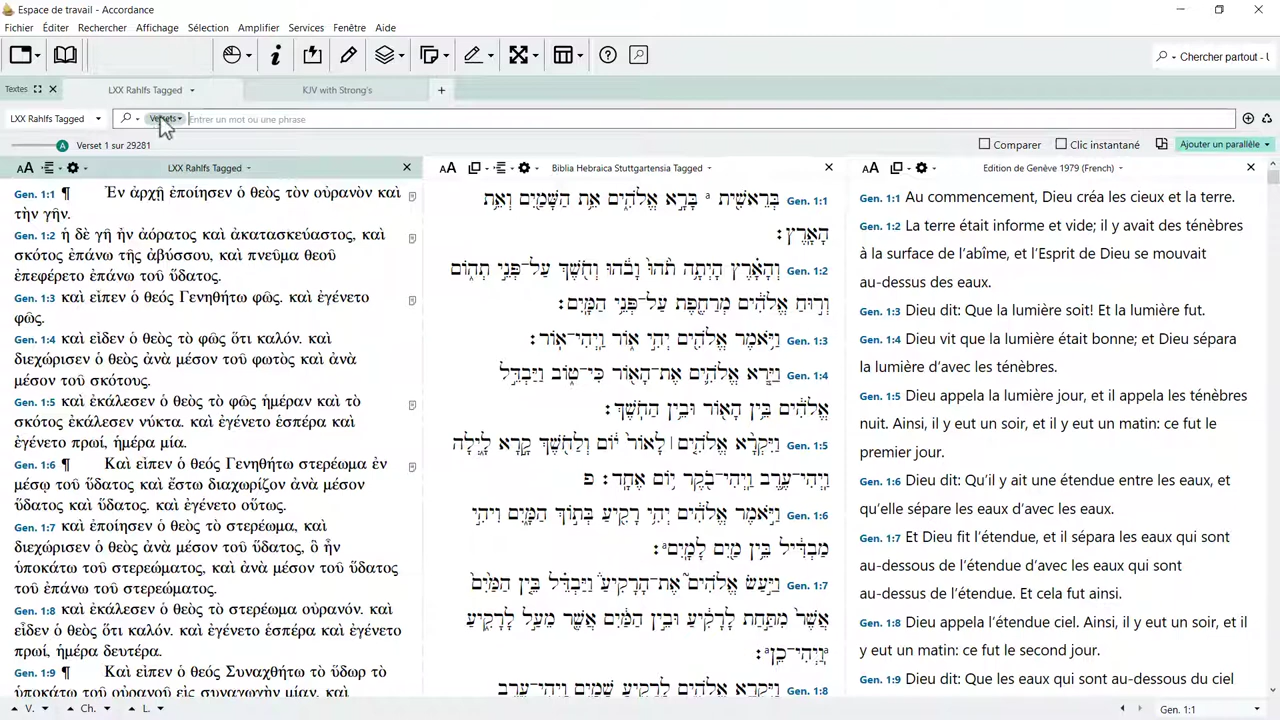 Espace de travail - Accordance
Fichier Éditer Rechercher Affichage Sélection Amplifier Services Fenêtre Aide
Chercher partout - L
Textes LXX Rahlfs Tagged KJV with Strong's
LXX Rahlfs Tagged Versets Entrer un mot ou une phrase
A Verset 1 sur 29281 Comparer Clic instantané Ajouter un parallèle
AA LXX Rahlfs Tagged
Gen. 1:1 ¶ Ἐν ἀρχῇ ἐποίησεν ὁ θεὸς τὸν οὐρανὸν καὶ
τὴν γῆν.
Gen. 1:2 ἡ δὲ γῆ ἦν ἀόρατος καὶ ἀκατασκεύαστος, καὶ
σκότος ἐπάνω τῆς ἀβύσσου, καὶ πνεῦμα θεοῦ
ἐπεφέρετο ἐπάνω τοῦ ὕδατος.
Gen. 1:3 καὶ εἶπεν ὁ θεός Γενηθήτω φῶς. καὶ ἐγένετο
φῶς.
Gen. 1:4 καὶ εἶδεν ὁ θεὸς τὸ φῶς ὅτι καλόν. καὶ
διεχώρισεν ὁ θεὸς ἀνὰ μέσον τοῦ φωτὸς καὶ ἀνὰ
μέσον τοῦ σκότους.
Gen. 1:5 καὶ ἐκάλεσεν ὁ θεὸς τὸ φῶς ἡμέραν καὶ τὸ
σκότος ἐκάλεσεν νύκτα. καὶ ἐγένετο ἑσπέρα καὶ
ἐγένετο πρωί, ἡμέρα μία.
Gen. 1:6 ¶ Καὶ εἶπεν ὁ θεός Γενηθήτω στερέωμα ἐν
μέσῳ τοῦ ὕδατος καὶ ἔστω διαχωρίζον ἀνὰ μέσον
ὕδατος καὶ ὕδατος. καὶ ἐγένετο οὕτως.
Gen. 1:7 καὶ ἐποίησεν ὁ θεὸς τὸ στερέωμα, καὶ
διεχώρισεν ὁ θεὸς ἀνὰ μέσον τοῦ ὕδατος, ὃ ἦν
ὑποκάτω τοῦ στερεώματος, καὶ ἀνὰ μέσον τοῦ ὕδατος
τοῦ ἐπάνω τοῦ στερεώματος.
Gen. 1:8 καὶ ἐκάλεσεν ὁ θεὸς τὸ στερέωμα οὐρανόν. καὶ
εἶδεν ὁ θεὸς ὅτι καλόν. καὶ ἐγένετο ἑσπέρα καὶ ἐγένετο
πρωί, ἡμέρα δευτέρα.
Gen. 1:9 ¶ Καὶ εἶπεν ὁ θεός Συναχθήτω τὸ ὕδωρ τὸ
ὑποκάτω τοῦ οὐρανοῦ εἰς συναγωγὴν μίαν, καὶ
AA Biblia Hebraica Stuttgartensia Tagged
Gen. 1:1 בְּרֵאשִׁ֖ית a בָּרָ֣א אֱלֹהִ֑ים אֵ֥ת הַשָּׁמַ֖יִם וְאֵ֥ת
הָאָֽרֶץ׃
Gen. 1:2 וְהָאָ֗רֶץ הָיְתָ֥ה תֹ֙הוּ֙ וָבֹ֔הוּ וְחֹ֖שֶׁךְ עַל־פְּנֵ֣י תְה֑וֹם
וְר֣וּחַ אֱלֹהִ֔ים מְרַחֶ֖פֶת עַל־פְּנֵ֥י הַמָּֽיִם׃
Gen. 1:3 וַיֹּ֥אמֶר אֱלֹהִ֖ים יְהִ֣י א֑וֹר וַֽיְהִי־אֽוֹר׃
Gen. 1:4 וַיַּ֧רְא אֱלֹהִ֛ים אֶת־הָא֖וֹר כִּי־ט֑וֹב וַיַּבְדֵּ֣ל
אֱלֹהִ֔ים בֵּ֥ין הָא֖וֹר וּבֵ֥ין הַחֹֽשֶׁךְ׃
Gen. 1:5 וַיִּקְרָ֨א אֱלֹהִ֤ים׀ לָאוֹר֙ י֔וֹם וְלַחֹ֖שֶׁךְ קָ֣רָא לָ֑יְלָה
וַֽיְהִי־עֶ֥רֶב וַֽיְהִי־בֹ֖קֶר י֥וֹם אֶחָֽד׃ פ
Gen. 1:6 וַיֹּ֣אמֶר אֱלֹהִ֔ים יְהִ֥י רָקִ֖יעַ בְּת֣וֹךְ הַמָּ֑יִם וִיהִ֣י
מַבְדִּ֔יל בֵּ֥ין מַ֖יִם לָמָֽיִם׃a
Gen. 1:7 וַיַּ֣עַשׂ אֱלֹהִים֮ אֶת־הָרָקִיעַ֒ וַיַּבְדֵּ֗ל בֵּ֤ין הַמַּ֙יִם֙
אֲשֶׁר֙ מִתַּ֣חַת לָרָקִ֔יעַ וּבֵ֣ין הַמַּ֔יִם אֲשֶׁ֖ר מֵעַ֣ל לָרָקִ֑יעַ
aוַֽיְהִי־כֵֽןa׃
Gen. 1:8 וַיִּקְרָ֧א אֱלֹהִ֛ים לָֽרָקִ֖יעַ שָׁמָ֑יִם וַֽיְהִי־עֶ֥רֶב
AA Edition de Genève 1979 (French)
Gen. 1:1 Au commencement, Dieu créa les cieux et la terre.
Gen. 1:2 La terre était informe et vide; il y avait des ténèbres
à la surface de l'abîme, et l'Esprit de Dieu se mouvait
au-dessus des eaux.
Gen. 1:3 Dieu dit: Que la lumière soit! Et la lumière fut.
Gen. 1:4 Dieu vit que la lumière était bonne; et Dieu sépara
la lumière d'avec les ténèbres.
Gen. 1:5 Dieu appela la lumière jour, et il appela les ténèbres
nuit. Ainsi, il y eut un soir, et il y eut un matin: ce fut le
premier jour.
Gen. 1:6 Dieu dit: Qu'il y ait une étendue entre les eaux, et
qu'elle sépare les eaux d'avec les eaux.
Gen. 1:7 Et Dieu fit l'étendue, et il sépara les eaux qui sont
au-dessous de l'étendue d'avec les eaux qui sont
au-dessus de l'étendue. Et cela fut ainsi.
Gen. 1:8 Dieu appela l'étendue ciel. Ainsi, il y eut un soir, et il
y eut un matin: ce fut le second jour.
Gen. 1:9 Dieu dit: Que les eaux qui sont au-dessous du ciel
V. Ch. L. Gen. 1:1